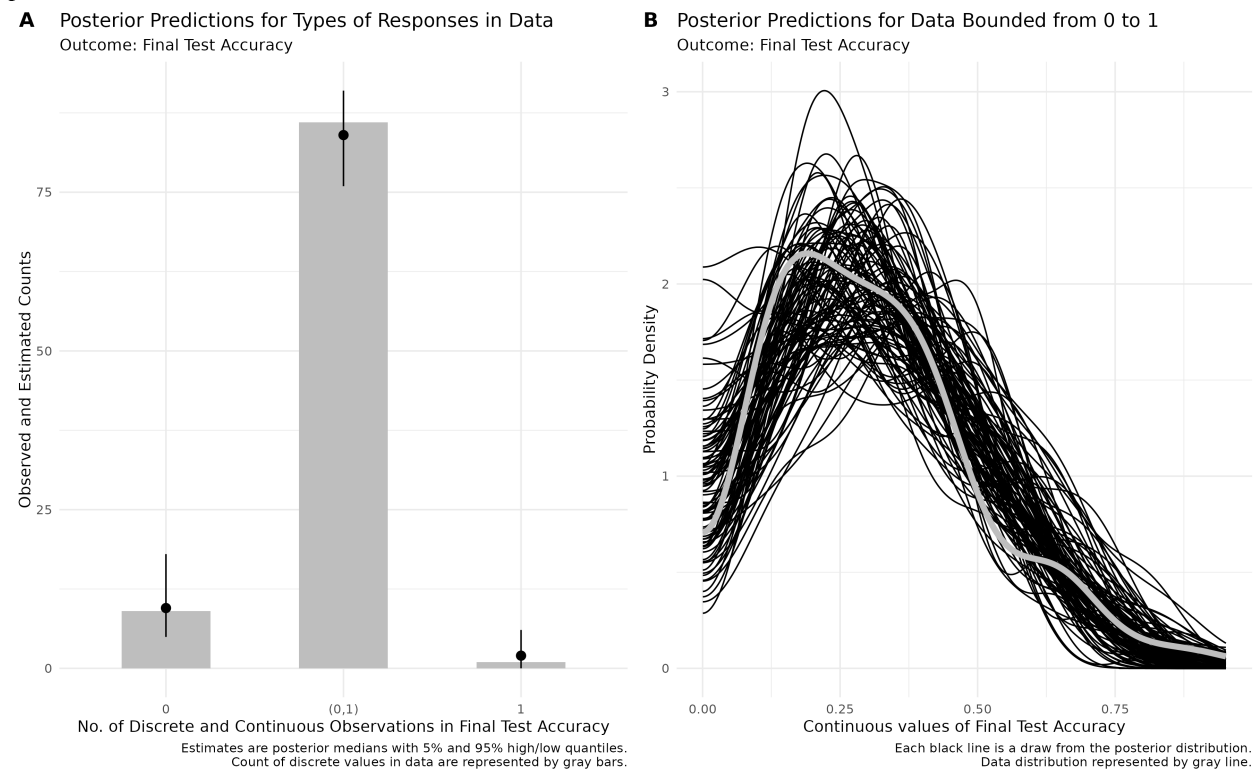 A Posterior Predictions for Types of Responses in Data
Outcome: Final Test Accuracy
Observed and Estimated Counts
75
50
25
0
0 (0,1) 1
No. of Discrete and Continuous Observations in Final Test Accuracy
Estimates are posterior medians with 5% and 95% high/low quantiles.
Count of discrete values in data are represented by gray bars.
B Posterior Predictions for Data Bounded from 0 to 1
Outcome: Final Test Accuracy
Probability Density
3
2
1
0
0.00 0.25 0.50 0.75
Continuous values of Final Test Accuracy
Each black line is a draw from the posterior distribution.
Data distribution represented by gray line.